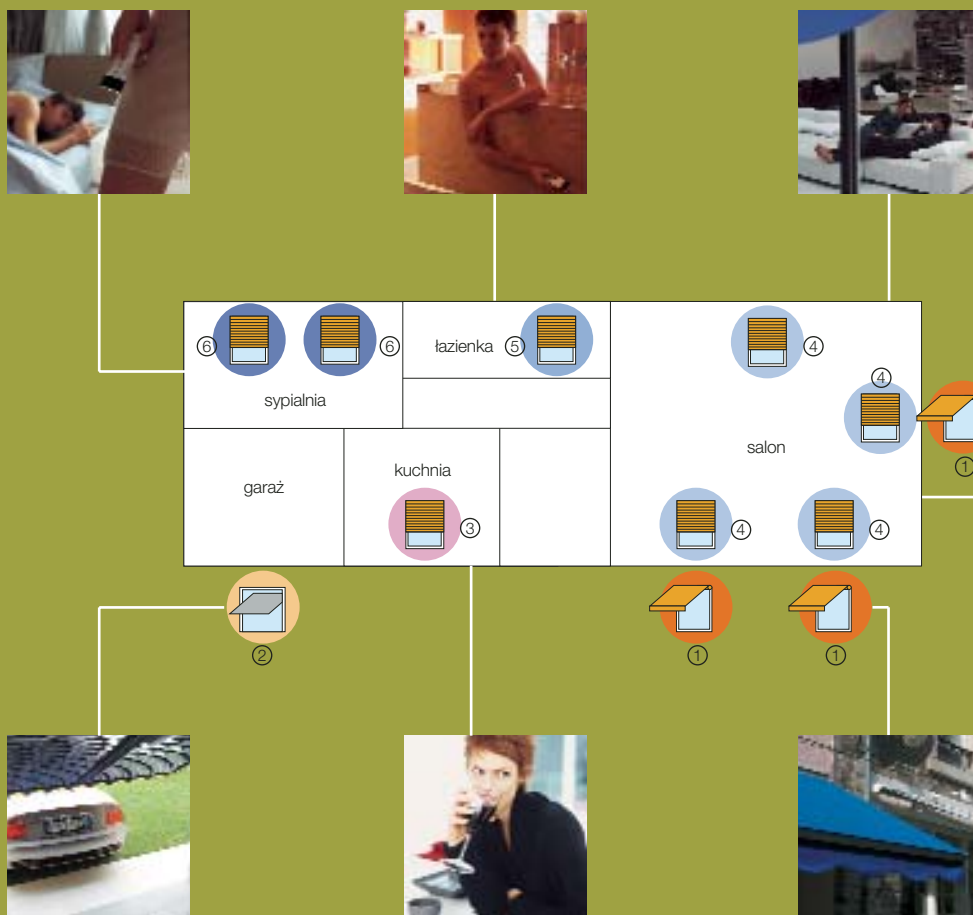 ⑥
⑥
łazienka
⑤
④
④
sypialnia
salon
①
kuchnia
garaż
③
④
④
②
①
①